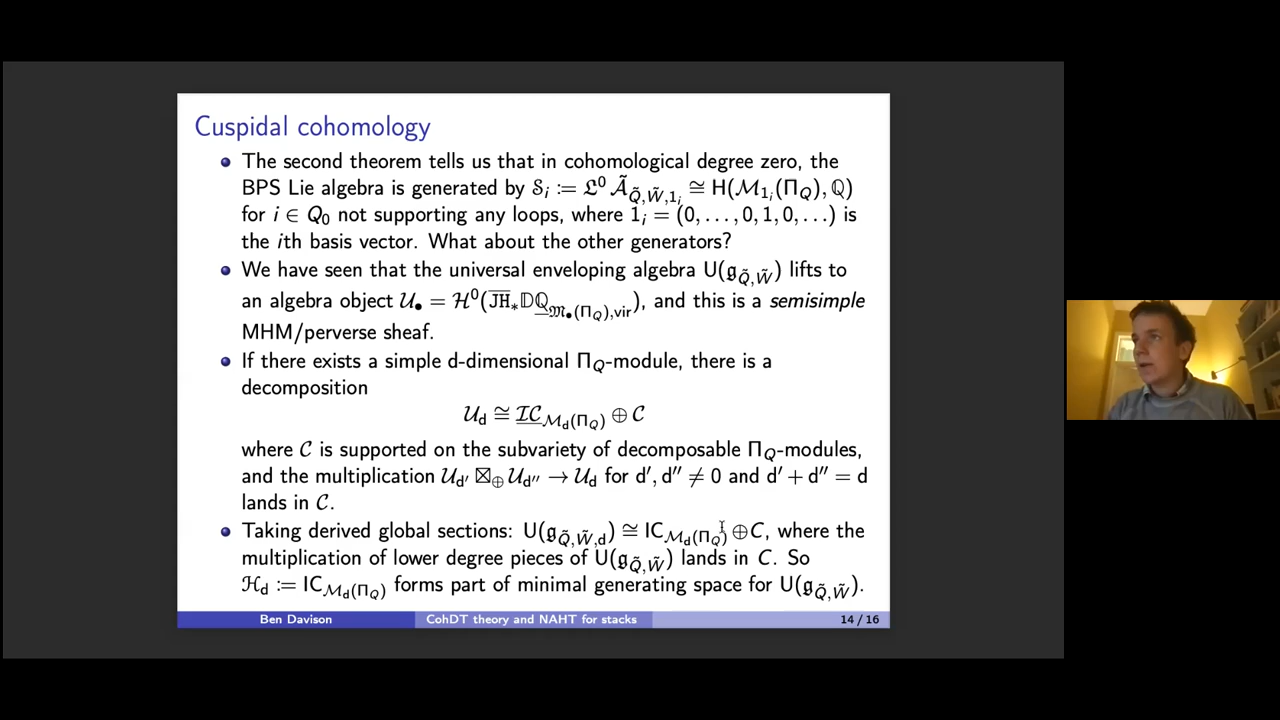 Cuspidal cohomology
The second theorem tells us that in cohomological degree zero, the
BPS Lie algebra is generated by 𝒮ᵢ := 𝔏⁰ 𝒜̃_{Q̃,W̃,1ᵢ} ≅ H(ℳ_{1ᵢ}(Π_Q), ℚ)
for i ∈ Q₀ not supporting any loops, where 1ᵢ = (0, . . . , 0, 1, 0, . . .) is
the ith basis vector. What about the other generators?
We have seen that the universal enveloping algebra U(𝔤_{Q̃,W̃}) lifts to
an algebra object 𝒰_• = ℋ⁰(J̅H̅_*𝔻ℚ_{𝔐_•(Π_Q),vir}), and this is a semisimple
MHM/perverse sheaf.
If there exists a simple d-dimensional Π_Q-module, there is a
decomposition
𝒰_d ≅ ℐ𝒞_{ℳ_d(Π_Q)} ⊕ 𝒞
where 𝒞 is supported on the subvariety of decomposable Π_Q-modules,
and the multiplication 𝒰_{d′} ⊠_⊕ 𝒰_{d″} → 𝒰_d for d′, d″ ≠ 0 and d′ + d″ = d
lands in 𝒞.
Taking derived global sections: U(𝔤_{Q̃,W̃,d}) ≅ IC_{ℳ_d(Π_Q)} ⊕ C, where the
multiplication of lower degree pieces of U(𝔤_{Q̃,W̃}) lands in C. So
ℋ_d := IC_{ℳ_d(Π_Q)} forms part of minimal generating space for U(𝔤_{Q̃,W̃}).
Ben Davison
CohDT theory and NAHT for stacks
14 / 16